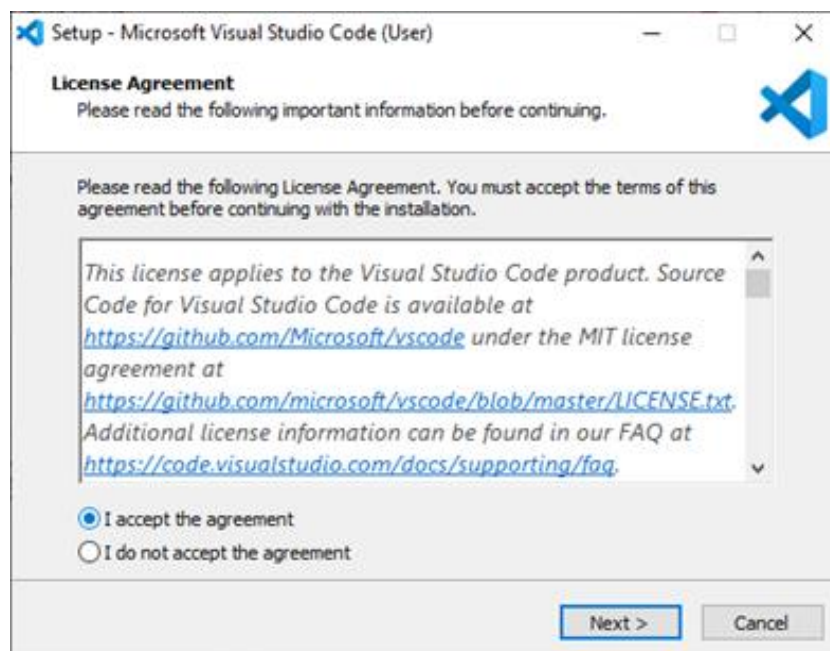 Setup - Microsoft Visual Studio Code (User)
License Agreement
Please read the following important information before continuing.
Please read the following License Agreement. You must accept the terms of this
agreement before continuing with the installation.
This license applies to the Visual Studio Code product. Source
Code for Visual Studio Code is available at
https://github.com/Microsoft/vscode under the MIT license
agreement at
https://github.com/microsoft/vscode/blob/master/LICENSE.txt.
Additional license information can be found in our FAQ at
https://code.visualstudio.com/docs/supporting/faq.
I accept the agreement
I do not accept the agreement
Next >
Cancel